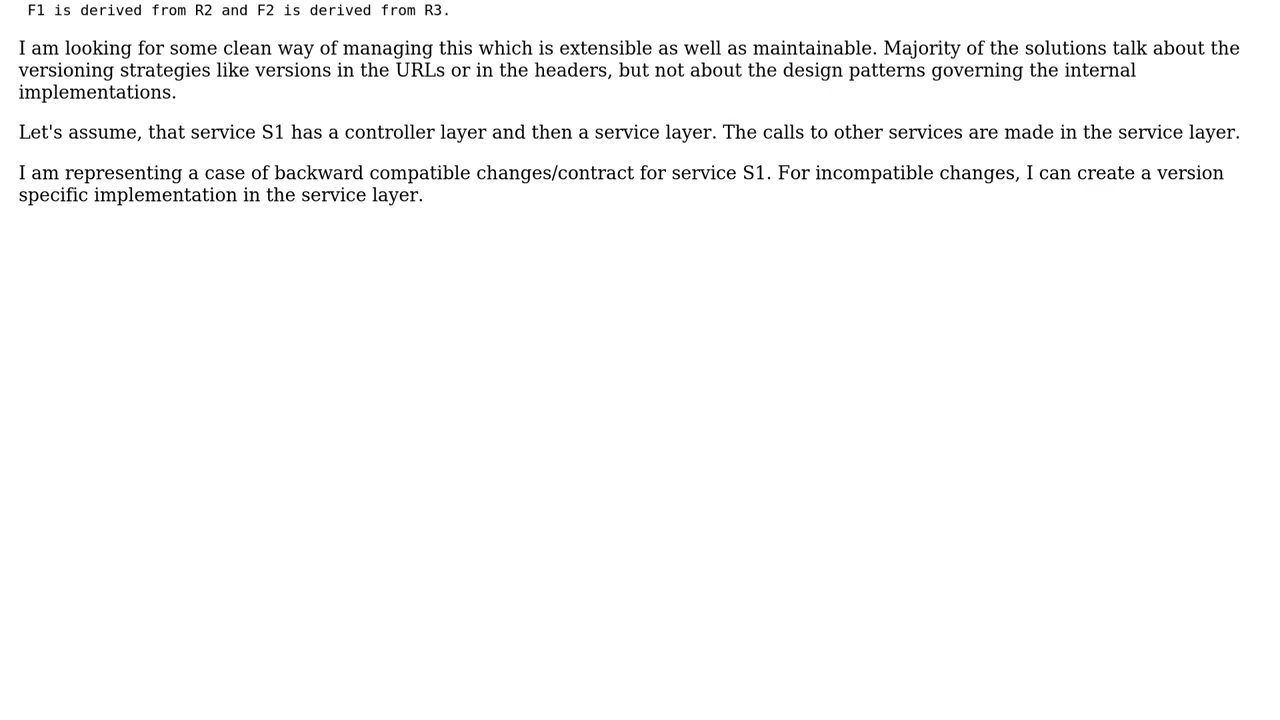 F1 is derived from R2 and F2 is derived from R3.
I am looking for some clean way of managing this which is extensible as well as maintainable. Majority of the solutions talk about the
versioning strategies like versions in the URLs or in the headers, but not about the design patterns governing the internal
implementations.
Let's assume, that service S1 has a controller layer and then a service layer. The calls to other services are made in the service layer.
I am representing a case of backward compatible changes/contract for service S1. For incompatible changes, I can create a version
specific implementation in the service layer.